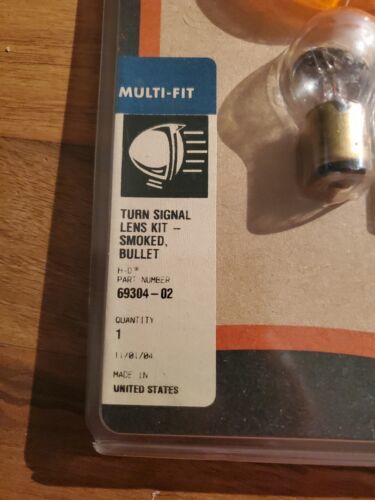 MULTI-FIT
TURN SIGNAL
LENS KIT -
SMOKED,
BULLET
H-D®
PART NUMBER
69304-02
QUANTITY
1
11/01/04
MADE IN
UNITED STATES